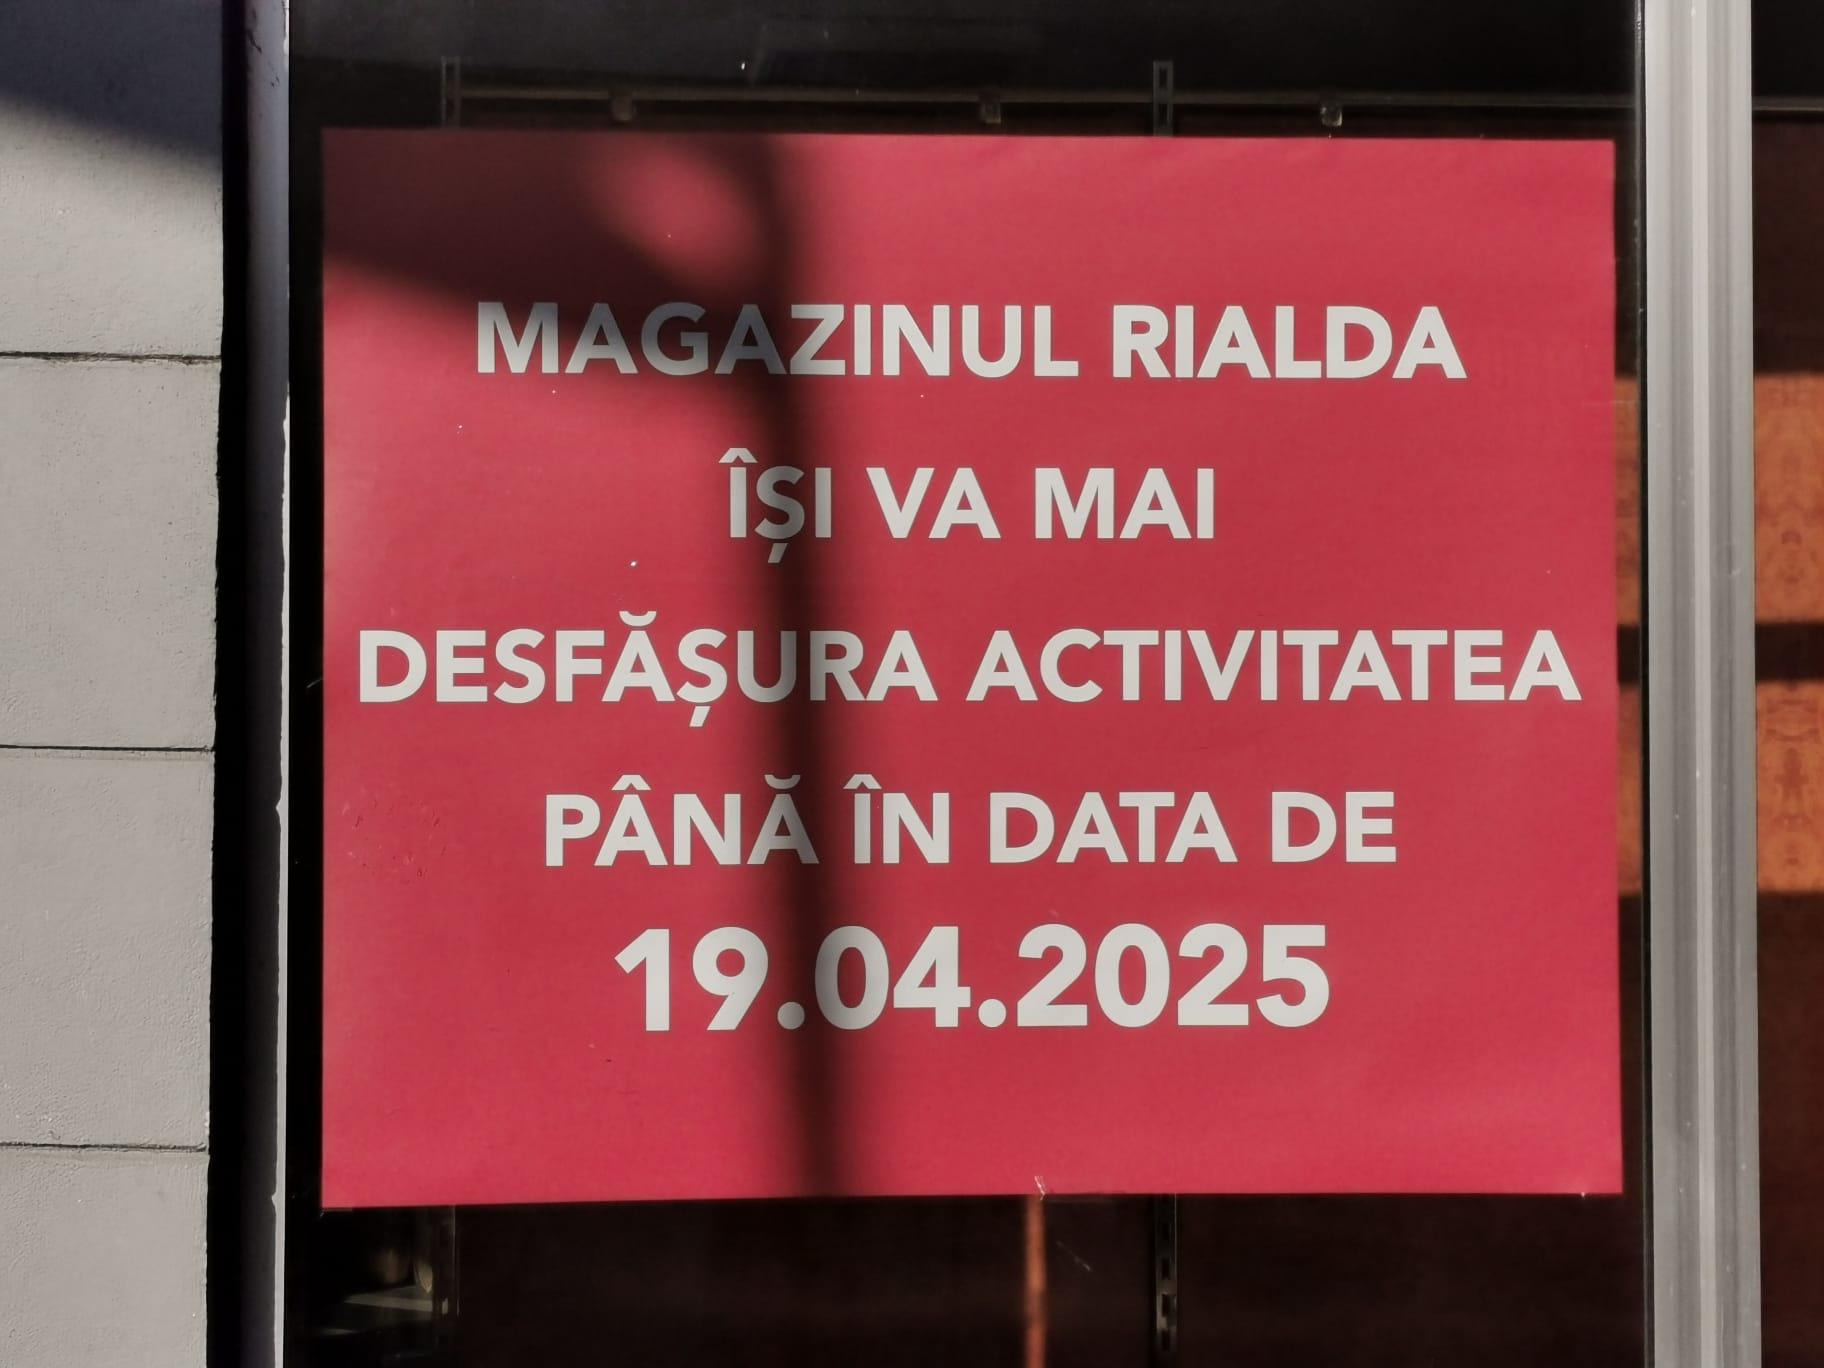 MAGAZINUL RIALDA
ÎȘI VA MAI
DESFĂȘURA ACTIVITATEA
PÂNĂ ÎN DATA DE
19.04.2025